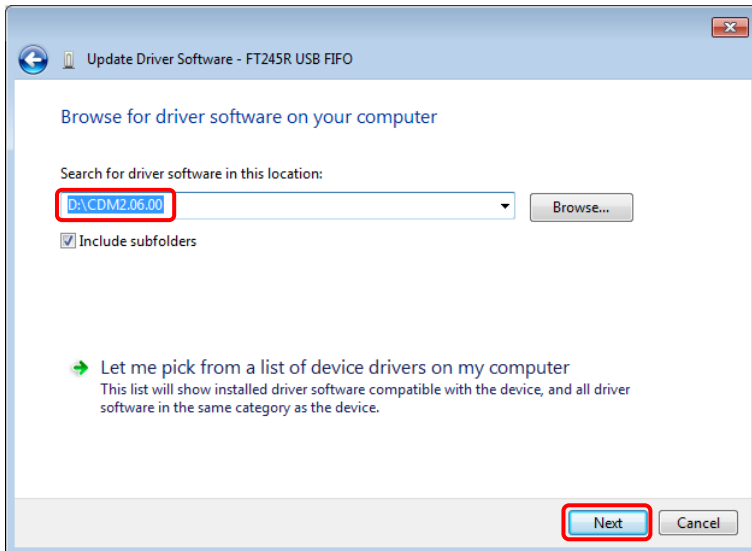 Update Driver Software - FT245R USB FIFO
Browse for driver software on your computer
Search for driver software in this location:
D:\CDM2.06.00
Browse...
Include subfolders
Let me pick from a list of device drivers on my computer
This list will show installed driver software compatible with the device, and all driver
software in the same category as the device.
Next
Cancel